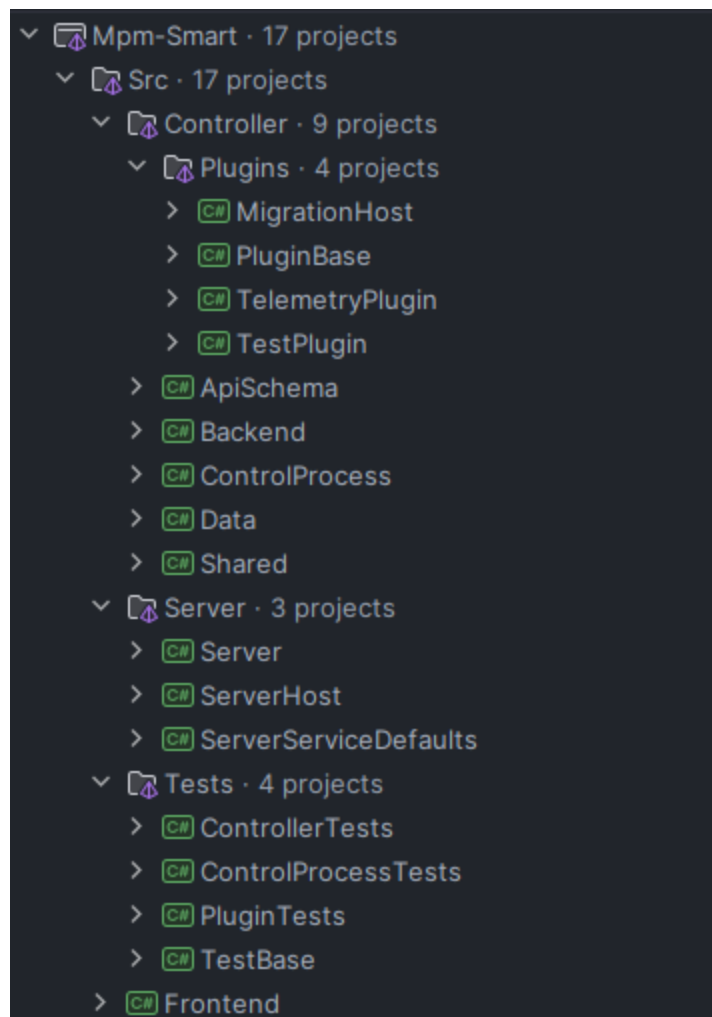 Mpm-Smart · 17 projects
Src · 17 projects
Controller · 9 projects
Plugins · 4 projects
C# MigrationHost
C# PluginBase
C# TelemetryPlugin
C# TestPlugin
C# ApiSchema
C# Backend
C# ControlProcess
C# Data
C# Shared
Server · 3 projects
C# Server
C# ServerHost
C# ServerServiceDefaults
Tests · 4 projects
C# ControllerTests
C# ControlProcessTests
C# PluginTests
C# TestBase
C# Frontend